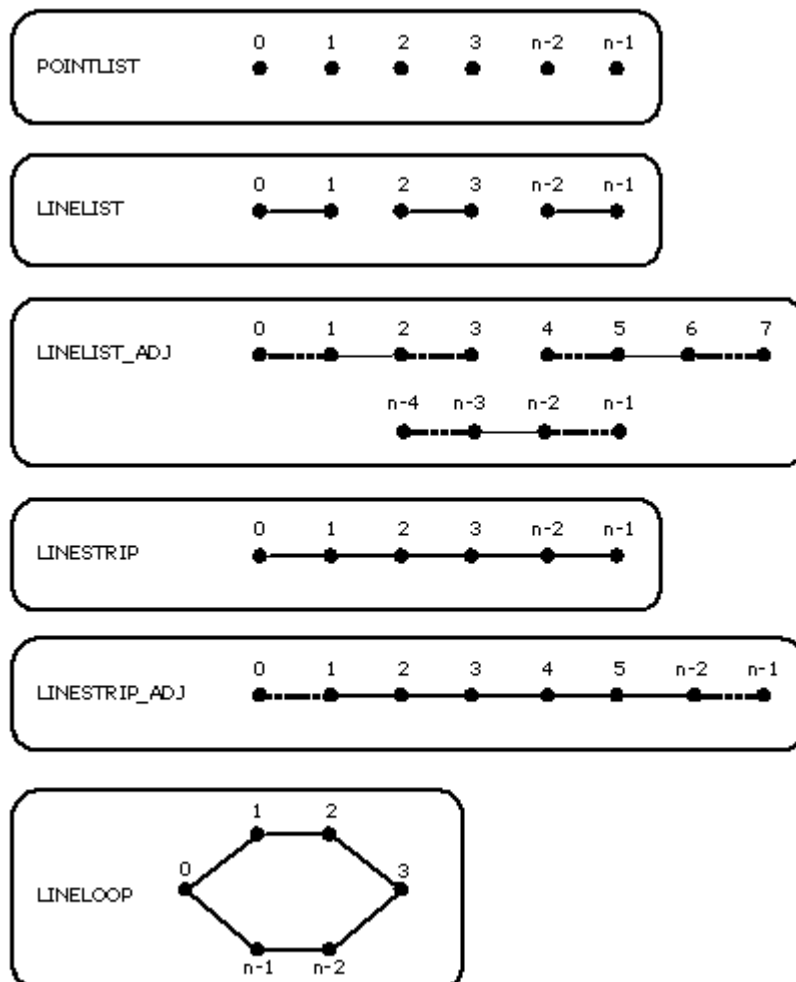 0 1 2 3 n-2 n-1
POINTLIST
0 1 2 3 n-2 n-1
LINELIST
0 1 2 3 4 5 6 7
LINELIST_ADJ
n-4 n-3 n-2 n-1
0 1 2 3 n-2 n-1
LINESTRIP
0 1 2 3 4 5 n-2 n-1
LINESTRIP_ADJ
1 2
0 3
LINELOOP
n-1 n-2